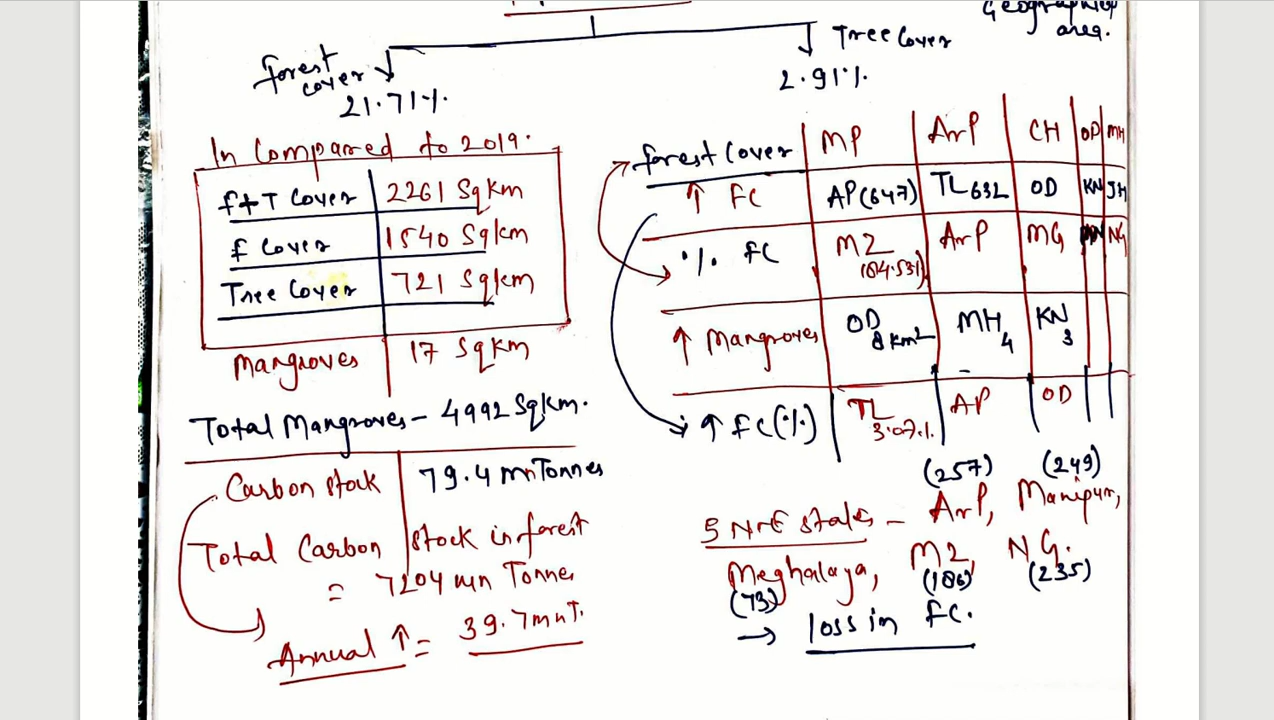 Geographical
area.
forest
cover
21.71%
Tree Cover
2.91%.
In Compared to 2019.
f+T Cover 2261 Sqkm
f Cover 1540 Sqkm
Tree Cover 721 Sqkm
Mangroves 17 SqKm
Total Mangroves - 4992 Sqkm.
Carbon stock 79.4 mnTonnes
Total Carbon stock in forest
= 7204 mn Tonnes
Annual ↑ = 39.7mnT.
forest Cover MP ArP CH OD MH
↑ FC AP(647) TL 632 OD KN JH
% FC MZ (84.53%) ArP MG NG
↑ Mangroves OD 8 km² MH 4 KN 3
↑ FC(%) TL 3.07% AP OD
(257) (249)
5 N-E states - ArP, Manipur,
Meghalaya, MZ, NG.
(73) (186) (235)
→ loss in FC.